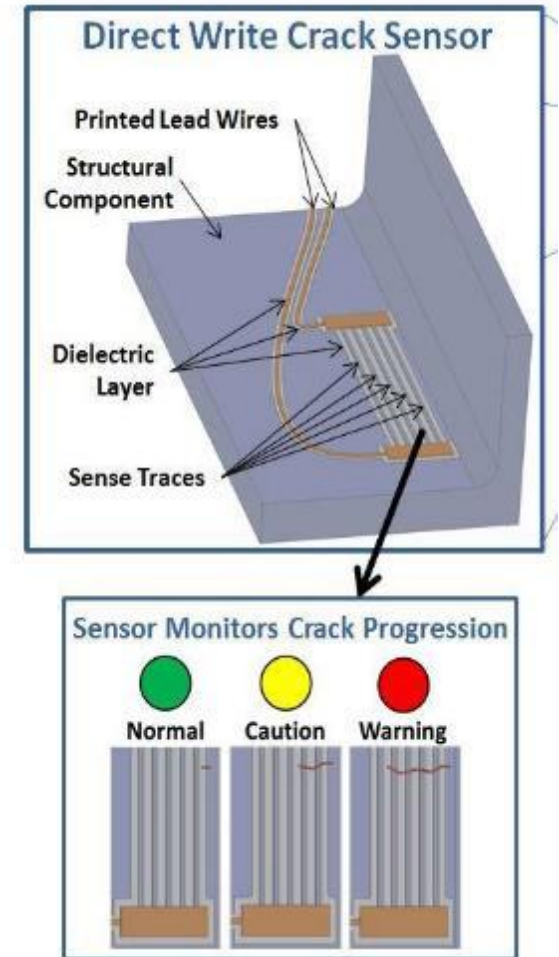 Direct Write Crack Sensor
Printed Lead Wires
Structural
Component
Dielectric
Layer
Sense Traces
Sensor Monitors Crack Progression
Normal Caution Warning